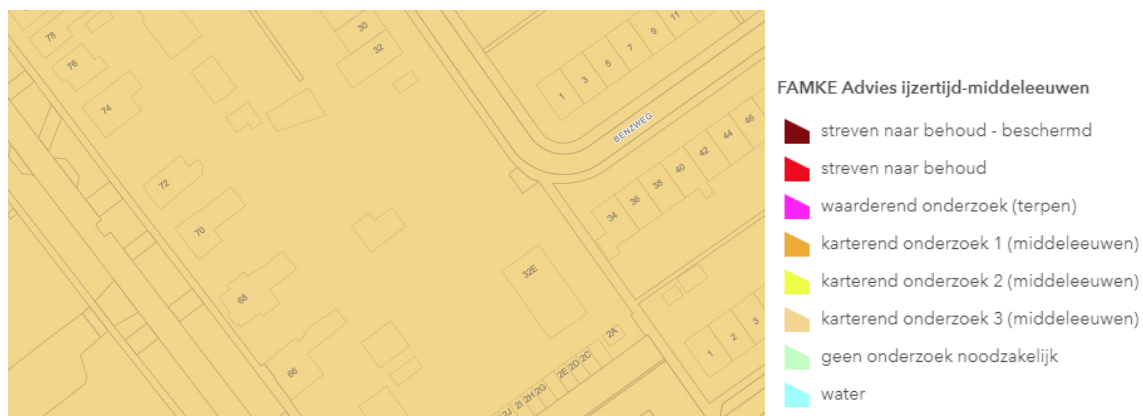 78
76
74
72
70
68
66
30
32
1
3
5
7
9
11
BENZWEG
34
36
38
40
42
44
46
32E
2J
2I
2H
2G
2E
2D
2C
2A
1
2
3
FAMKE Advies ijzertijd-middeleeuwen
streven naar behoud - beschermd
streven naar behoud
waarderend onderzoek (terpen)
karterend onderzoek 1 (middeleeuwen)
karterend onderzoek 2 (middeleeuwen)
karterend onderzoek 3 (middeleeuwen)
geen onderzoek noodzakelijk
water